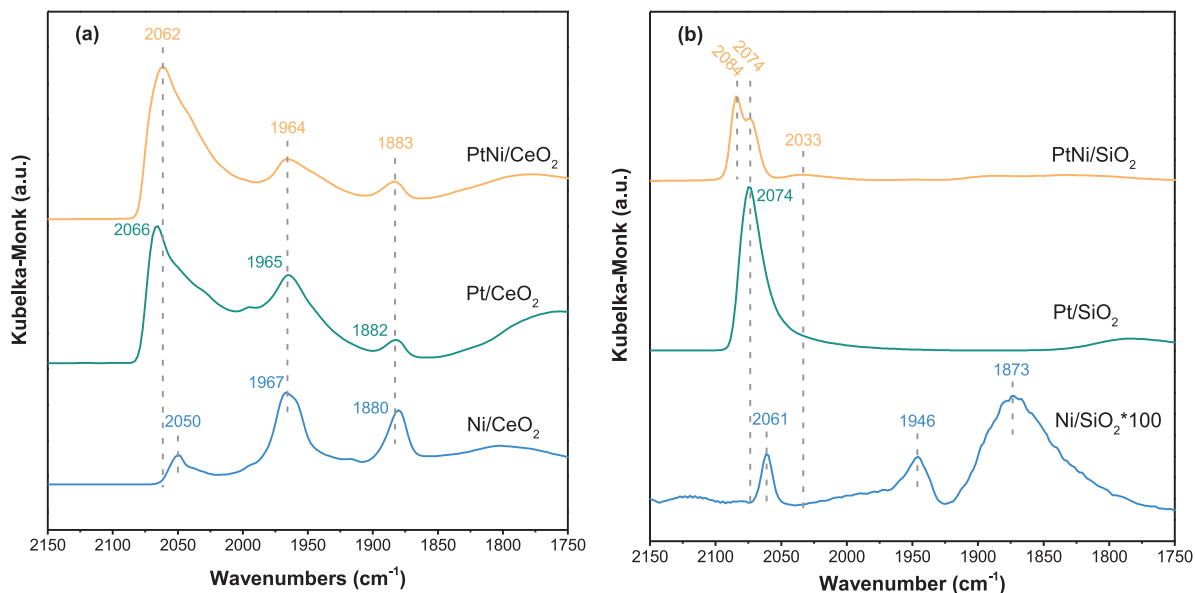 (a)
2062
1964
1883
PtNi/CeO₂
2066
1965
1882
Pt/CeO₂
2050
1967
1880
Ni/CeO₂
Kubelka-Monk (a.u.)
2150 2100 2050 2000 1950 1900 1850 1800 1750
Wavenumbers (cm⁻¹)
(b)
2084
2074
2033
PtNi/SiO₂
2074
Pt/SiO₂
2061
1946
1873
Ni/SiO₂*100
Kubelka-Monk (a.u.)
2150 2100 2050 2000 1950 1900 1850 1800 1750
Wavenumber (cm⁻¹)